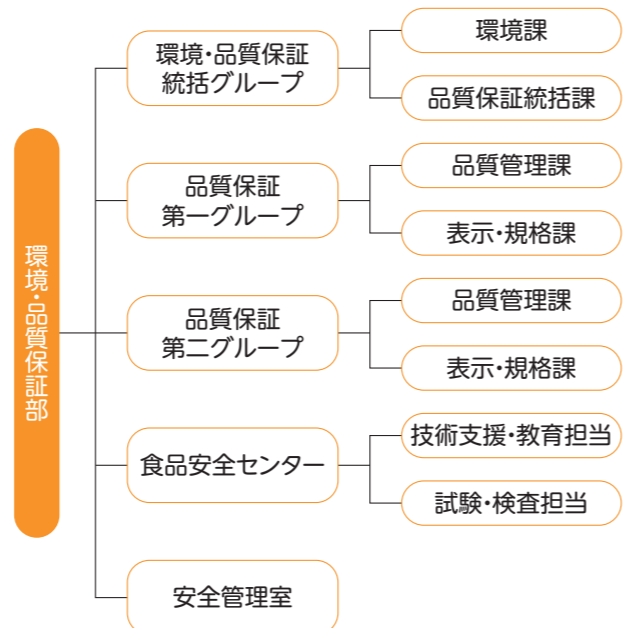 環境・品質保証部
環境・品質保証
統括グループ
環境課
品質保証統括課
品質保証
第一グループ
品質管理課
表示・規格課
品質保証
第二グループ
品質管理課
表示・規格課
食品安全センター
技術支援・教育担当
試験・検査担当
安全管理室